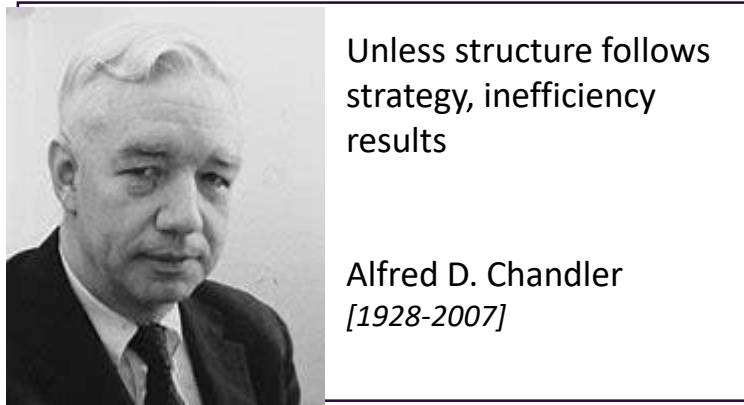 Unless structure follows
strategy, inefficiency
results
Alfred D. Chandler
[1928-2007]